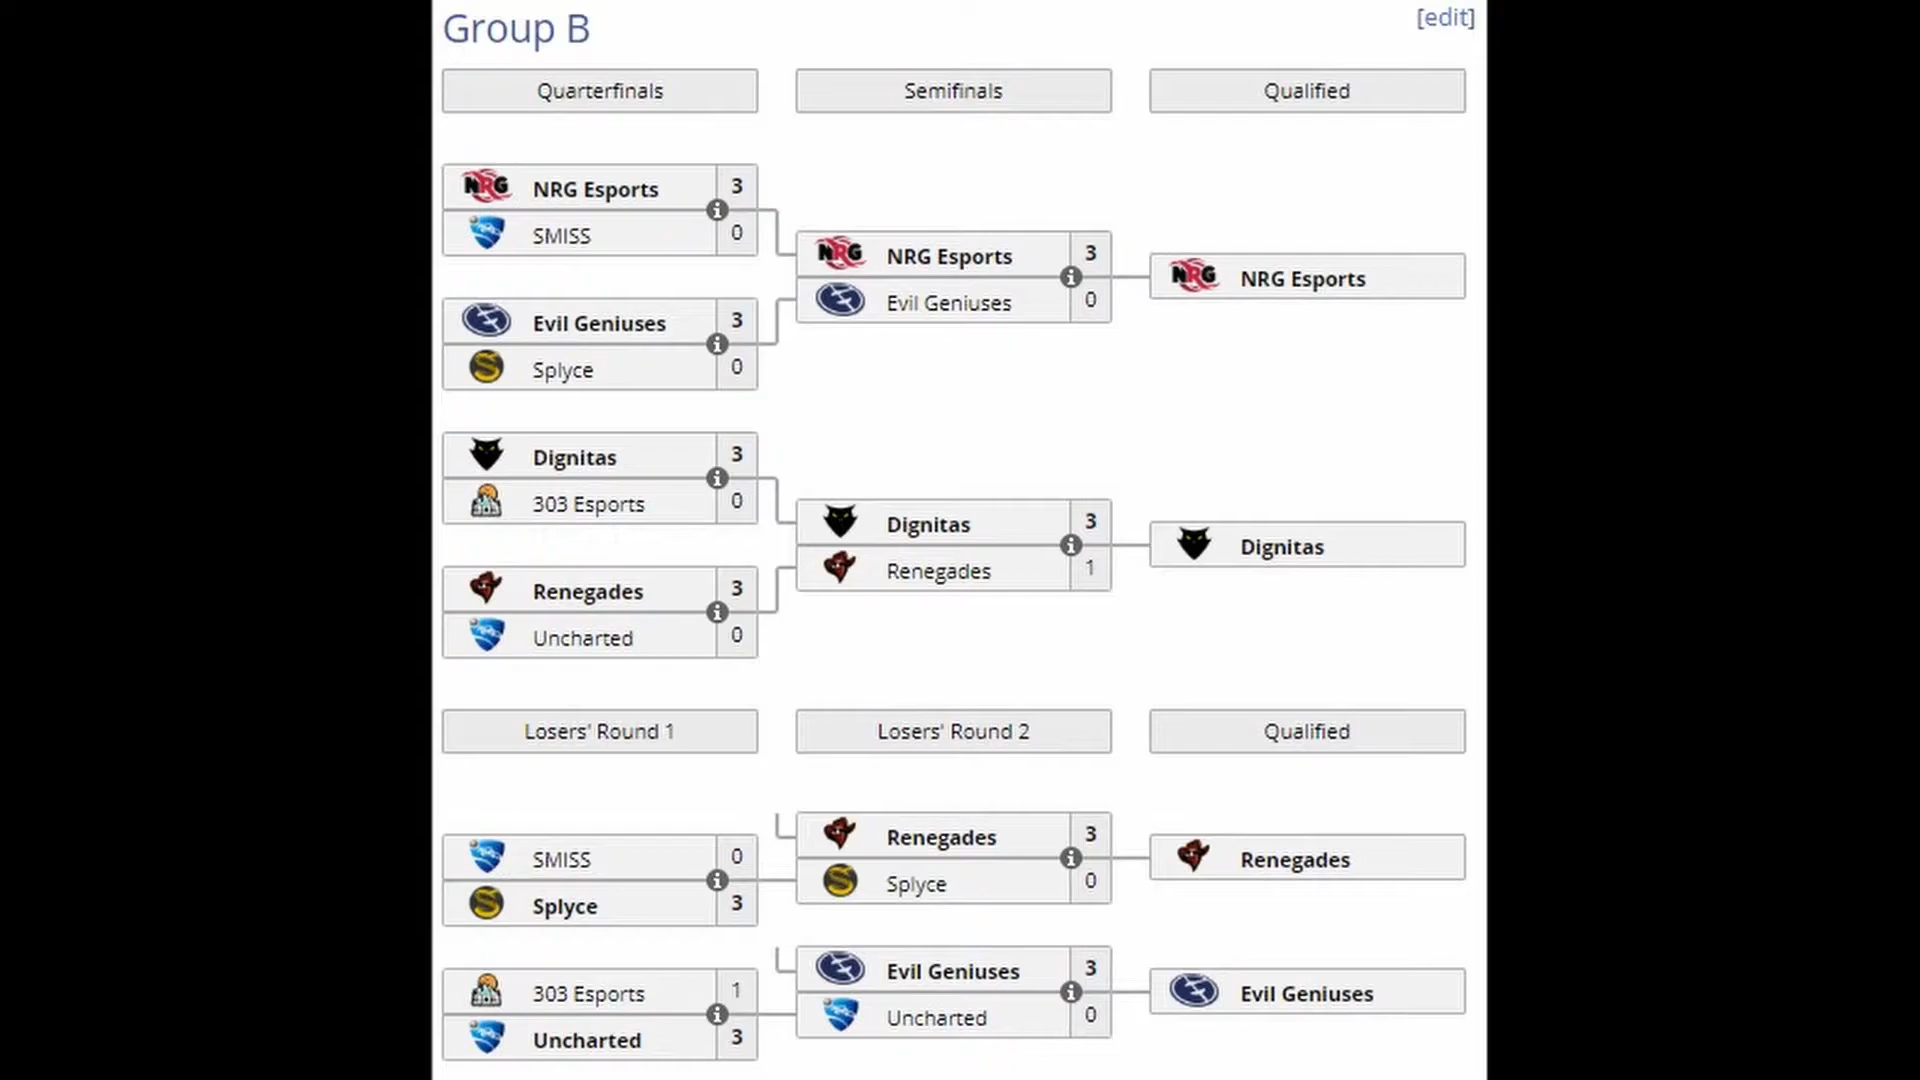 Group B
[edit]
Quarterfinals
Semifinals
Qualified
NRG Esports 3
SMISS 0
Evil Geniuses 3
Splyce 0
Dignitas 3
303 Esports 0
Renegades 3
Uncharted 0
NRG Esports 3
Evil Geniuses 0
Dignitas 3
Renegades 1
NRG Esports
Dignitas
Losers' Round 1
Losers' Round 2
Qualified
SMISS 0
Splyce 3
303 Esports 1
Uncharted 3
Renegades 3
Splyce 0
Evil Geniuses 3
Uncharted 0
Renegades
Evil Geniuses